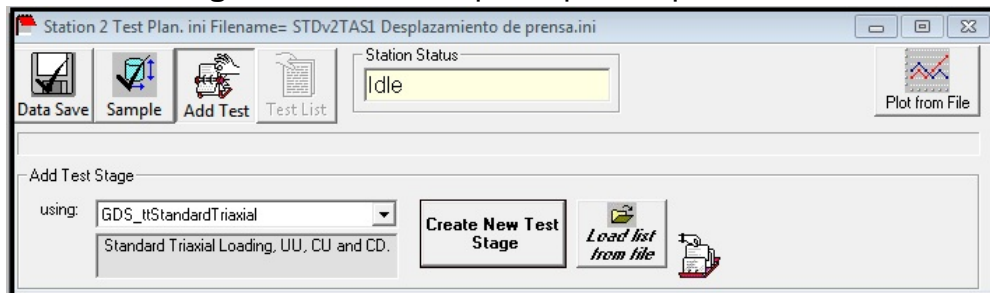 Station 2 Test Plan. ini Filename= STDv2TAS1 Desplazamiento de prensa.ini
Data Save
Sample
Add Test
Test List
Station Status
Idle
Plot from File
Add Test Stage
using:
GDS_ttStandardTriaxial
Standard Triaxial Loading, UU, CU and CD.
Create New Test
Stage
Load list
from file